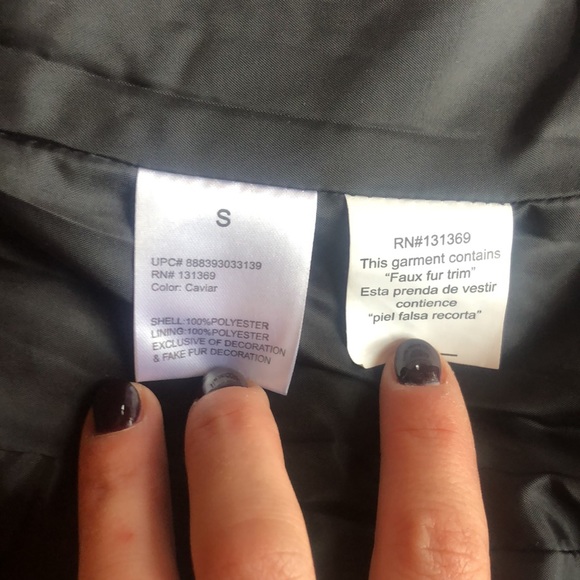 S
UPC# 888393033139
RN# 131369
Color: Caviar
SHELL:100%POLYESTER
LINING:100%POLYESTER
EXCLUSIVE OF DECORATION
& FAKE FUR DECORATION
RN#131369
This garment contains
"Faux fur trim"
Esta prenda de vestir
contience
"piel falsa recorta"